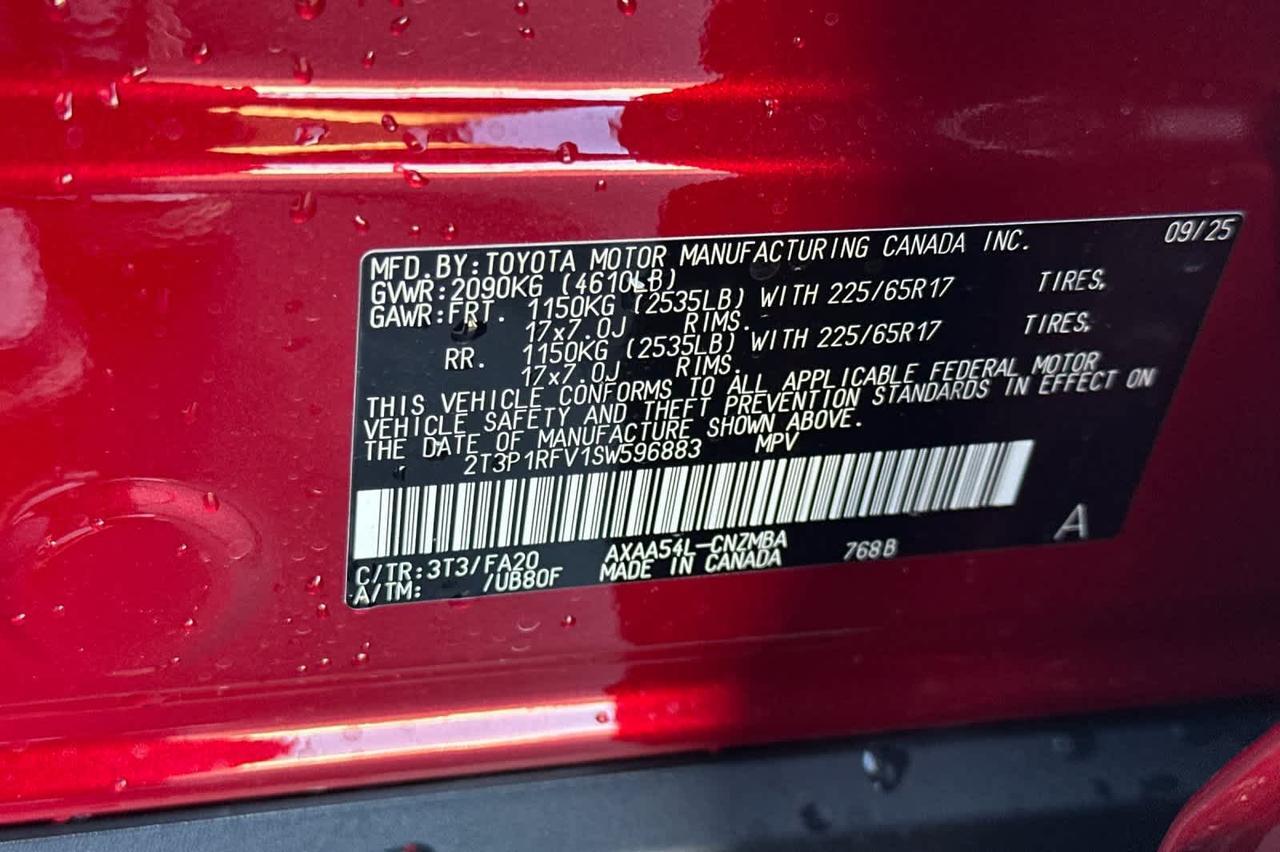 09/25
MFD.BY:TOYOTA MOTOR MANUFACTURING CANADA INC.
GVWR:2090KG (4610LB)
GAWR:FRT. 1150KG (2535LB) WITH 225/65R17 TIRES,
17x7.0J RIMS.
RR. 1150KG (2535LB) WITH 225/65R17 TIRES,
17x7.0J RIMS.
THIS VEHICLE CONFORMS TO ALL APPLICABLE FEDERAL MOTOR
VEHICLE SAFETY AND THEFT PREVENTION STANDARDS IN EFFECT ON
THE DATE OF MANUFACTURE SHOWN ABOVE.
2T3P1RFV1SW596883 MPV
A
C/TR:3T3/FA20 AXAA54L-CNZMBA 768B
A/TM: /UB80F MADE IN CANADA